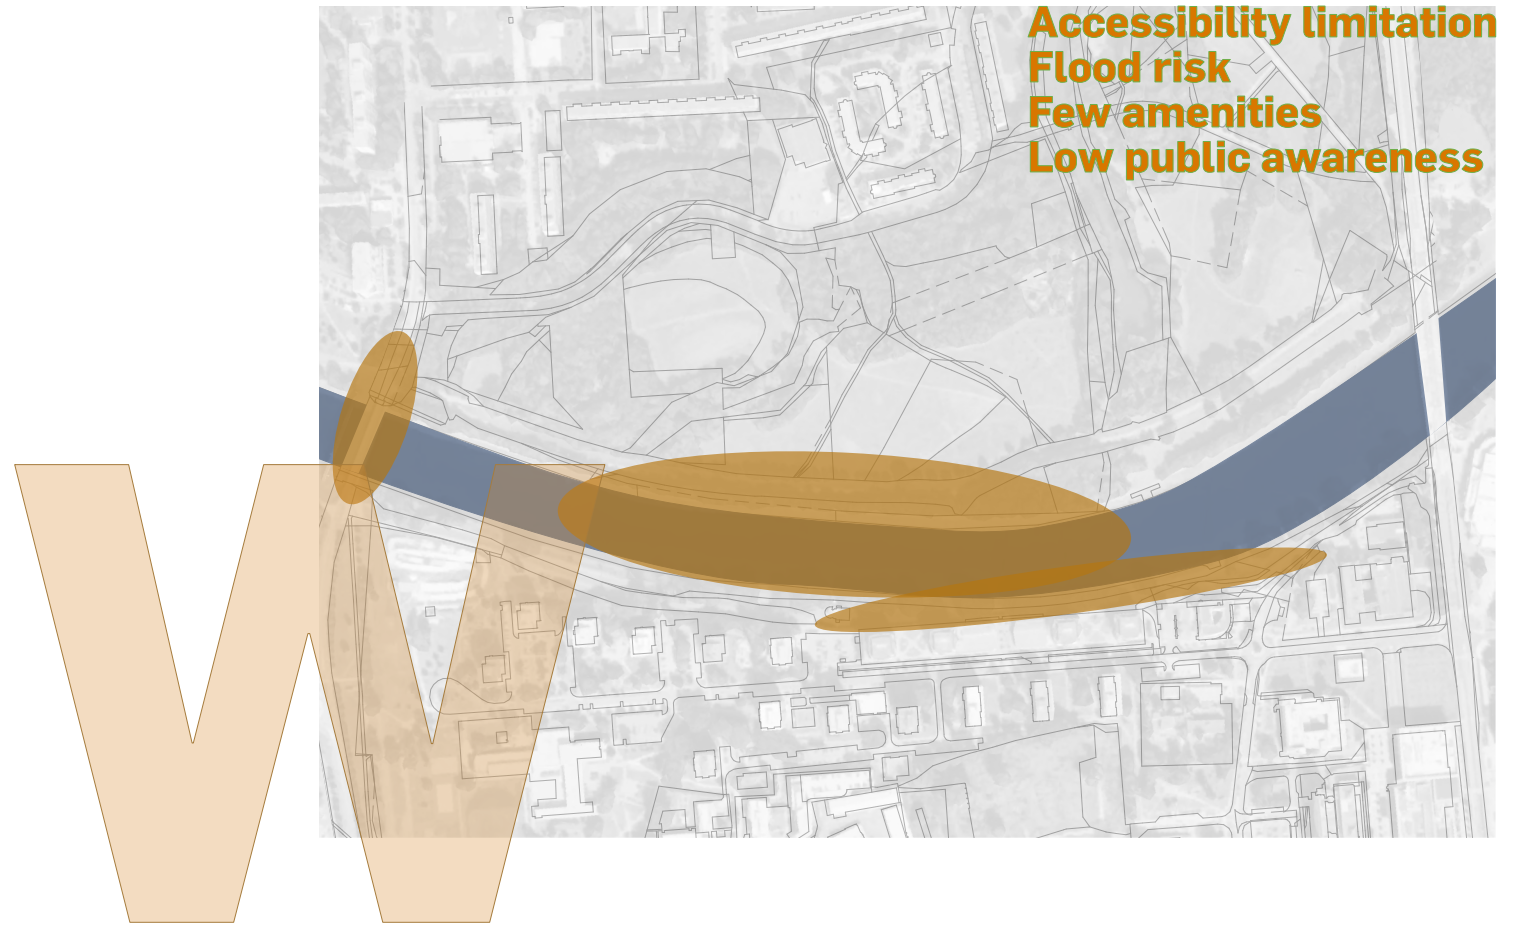 Accessibility limitation
Flood risk
Few amenities
Low public awareness
W